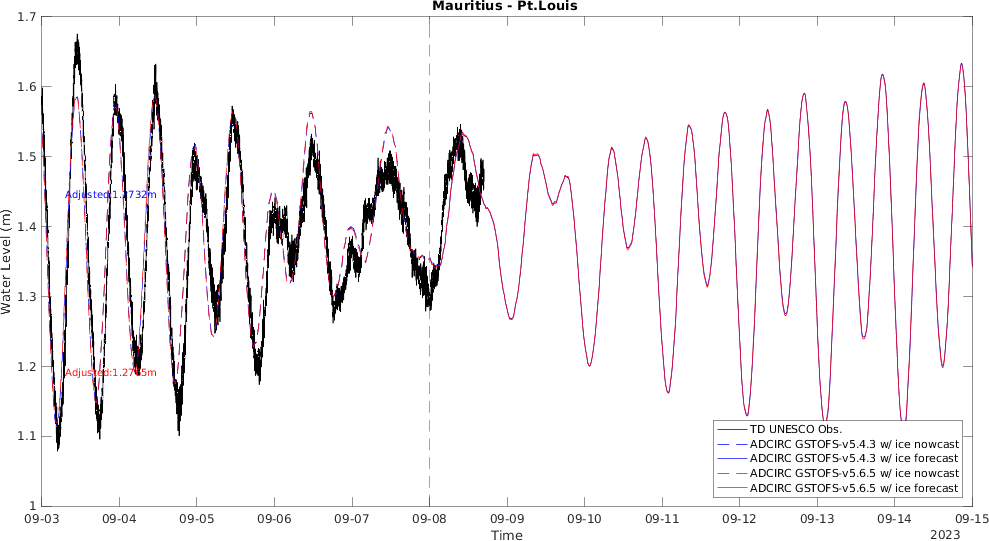 Mauritius - Pt.Louis
Water Level (m)
1.7
1.6
1.5
1.4
1.3
1.2
1.1
1
Adjusted:1.2732m
TD UNESCO Obs.
ADCIRC GSTOFS-v5.4.3 w/ ice nowcast
ADCIRC GSTOFS-v5.4.3 w/ ice forecast
ADCIRC GSTOFS-v5.6.5 w/ ice nowcast
ADCIRC GSTOFS-v5.6.5 w/ ice forecast
09-03 09-04 09-05 09-06 09-07 09-08 09-09 09-10 09-11 09-12 09-13 09-14 09-15
Time
2023